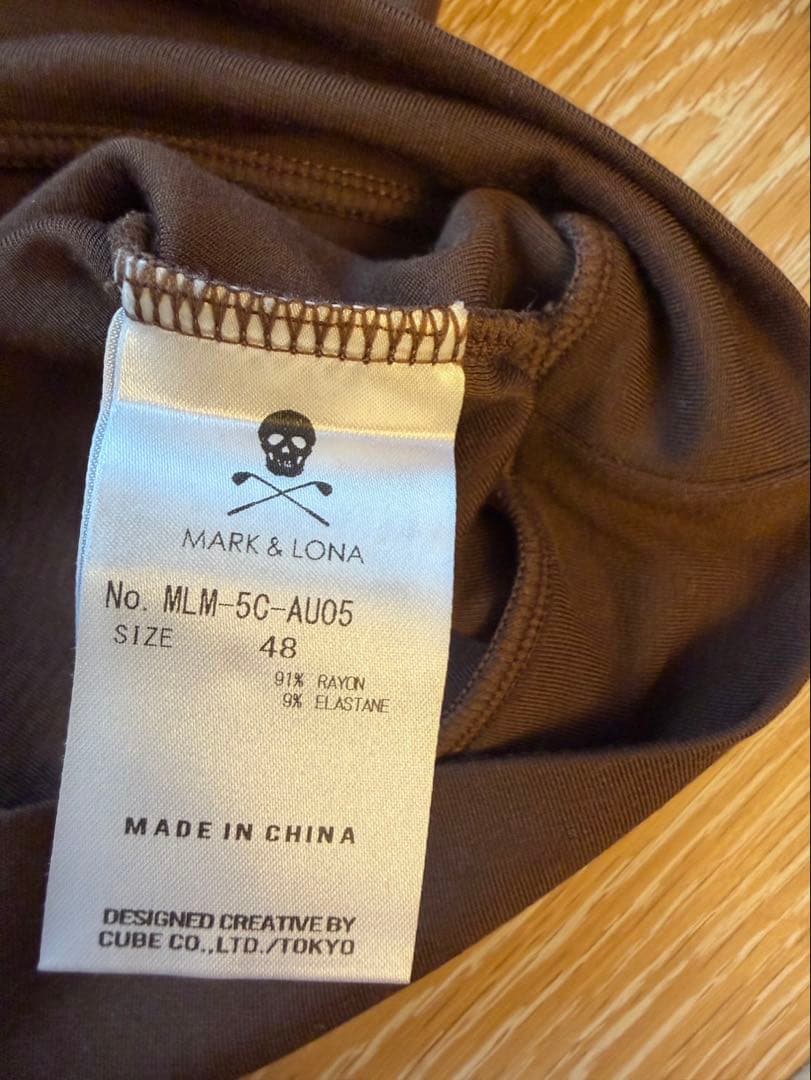 MARK & LONA
No. MLM-5C-AU05
SIZE 48
91% RAYON
9% ELASTANE
MADE IN CHINA
DESIGNED CREATIVE BY
CUBE CO.,LTD./TOKYO